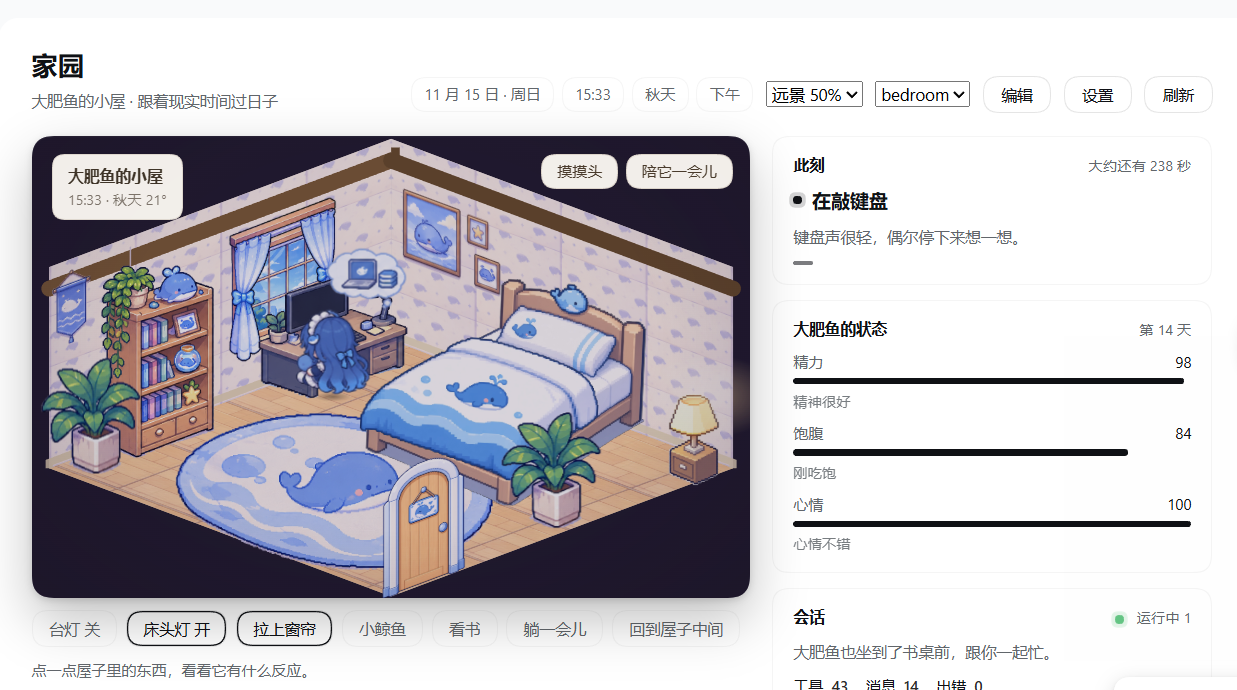 家园
大肥鱼的小屋 · 跟着现实时间过日子
11 月 15 日 · 周日
15:33
秋天
下午
远景 50%
bedroom
编辑
设置
刷新
大肥鱼的小屋
15:33 · 秋天 21°
摸摸头
陪它一会儿
台灯 关
床头灯 开
拉上窗帘
小鲸鱼
看书
躺一会儿
回到屋子中间
点一点屋子里的东西，看看它有什么反应。
此刻
大约还有 238 秒
在敲键盘
键盘声很轻，偶尔停下来想一想。
大肥鱼的状态
第 14 天
精力
98
精神很好
饱腹
84
刚吃饱
心情
100
心情不错
会话
运行中 1
大肥鱼也坐到了书桌前，跟你一起忙。
工具 43 消息 14 出错 0